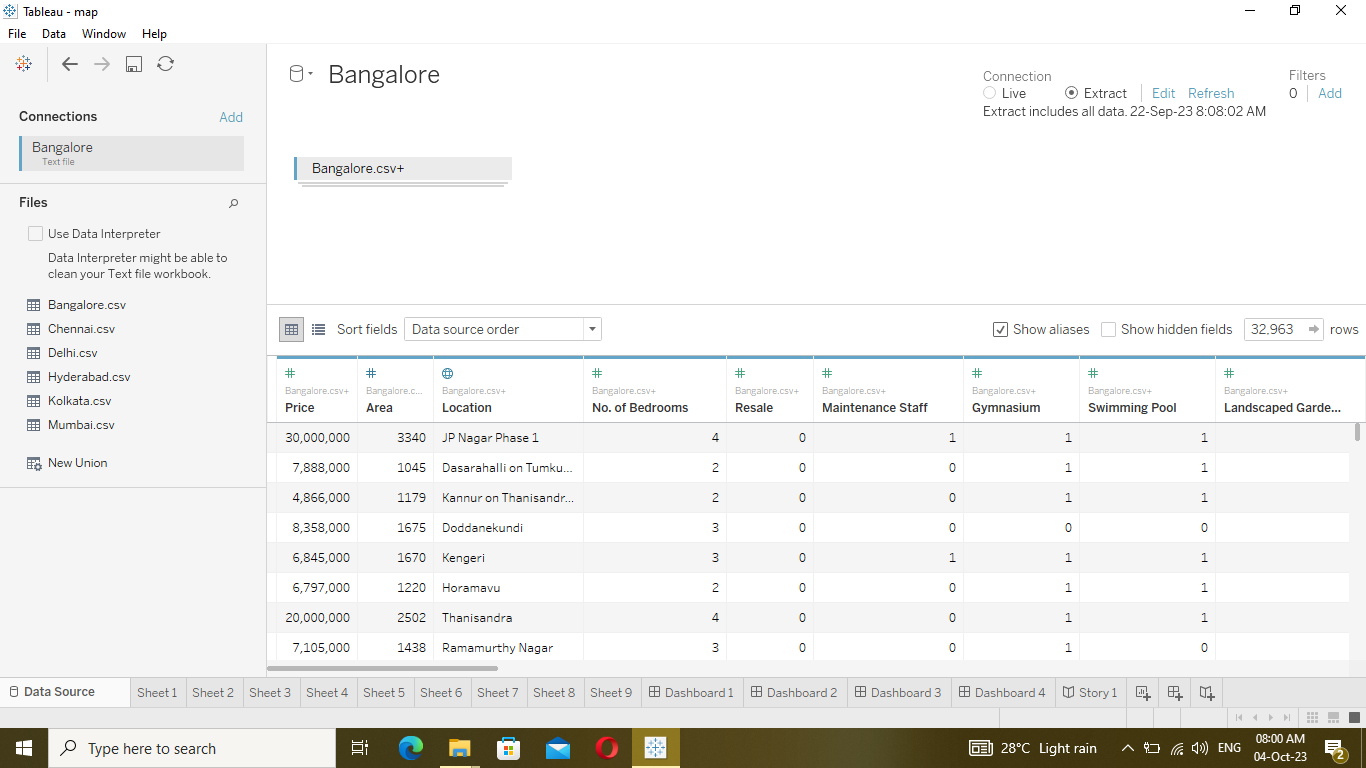 Tableau - map
File Data Window Help
Connections Add
Bangalore
Text file
Files
Use Data Interpreter
Data Interpreter might be able to
clean your Text file workbook.
Bangalore.csv
Chennai.csv
Delhi.csv
Hyderabad.csv
Kolkata.csv
Mumbai.csv
New Union
Bangalore
Connection
Live Extract Edit Refresh
Extract includes all data. 22-Sep-23 8:08:02 AM
Filters
0 Add
Bangalore.csv+
Sort fields Data source order Show aliases Show hidden fields 32,963 rows
Bangalore.csv+ Bangalore.c... Bangalore.csv+ Bangalore.csv+ Bangalore.csv+ Bangalore.csv+ Bangalore.csv+ Bangalore.csv+ Bangalore.csv+
Price Area Location No. of Bedrooms Resale Maintenance Staff Gymnasium Swimming Pool Landscaped Garde...
30,000,000 3340 JP Nagar Phase 1 4 0 1 1 1
7,888,000 1045 Dasarahalli on Tumku... 2 0 0 1 1
4,866,000 1179 Kannur on Thanisandr... 2 0 0 1 1
8,358,000 1675 Doddanekundi 3 0 0 0 0
6,845,000 1670 Kengeri 3 0 1 1 1
6,797,000 1220 Horamavu 2 0 0 1 1
20,000,000 2502 Thanisandra 4 0 0 1 1
7,105,000 1438 Ramamurthy Nagar 3 0 0 1 0
Data Source Sheet 1 Sheet 2 Sheet 3 Sheet 4 Sheet 5 Sheet 6 Sheet 7 Sheet 8 Sheet 9 Dashboard 1 Dashboard 2 Dashboard 3 Dashboard 4 Story 1
Type here to search
28°C Light rain
ENG
08:00 AM
04-Oct-23
2